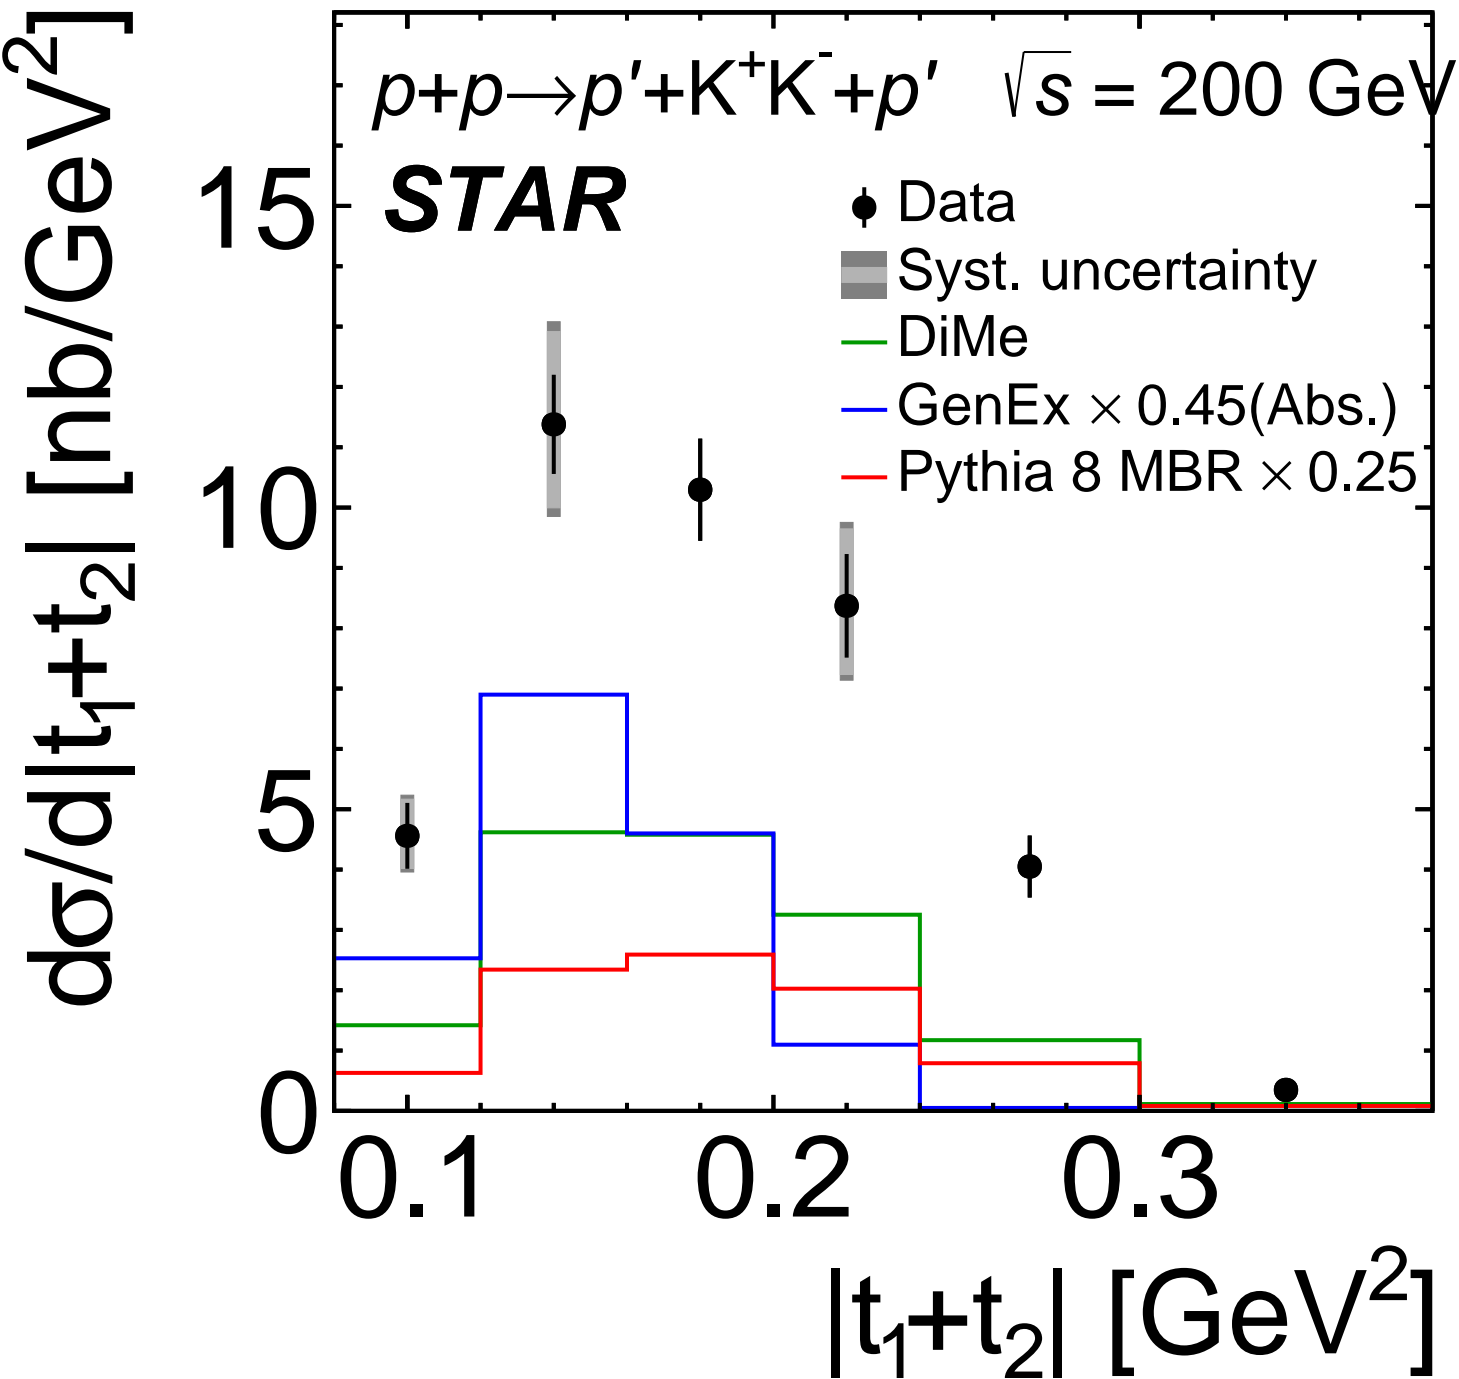 p+p→p′+K⁺K⁻+p′ √s = 200 GeV
STAR
Data
Syst. uncertainty
DiMe
GenEx × 0.45(Abs.)
Pythia 8 MBR × 0.25
dσ/d|t₁+t₂| [nb/GeV²]
15
10
5
0
0.1 0.2 0.3
|t₁+t₂| [GeV²]